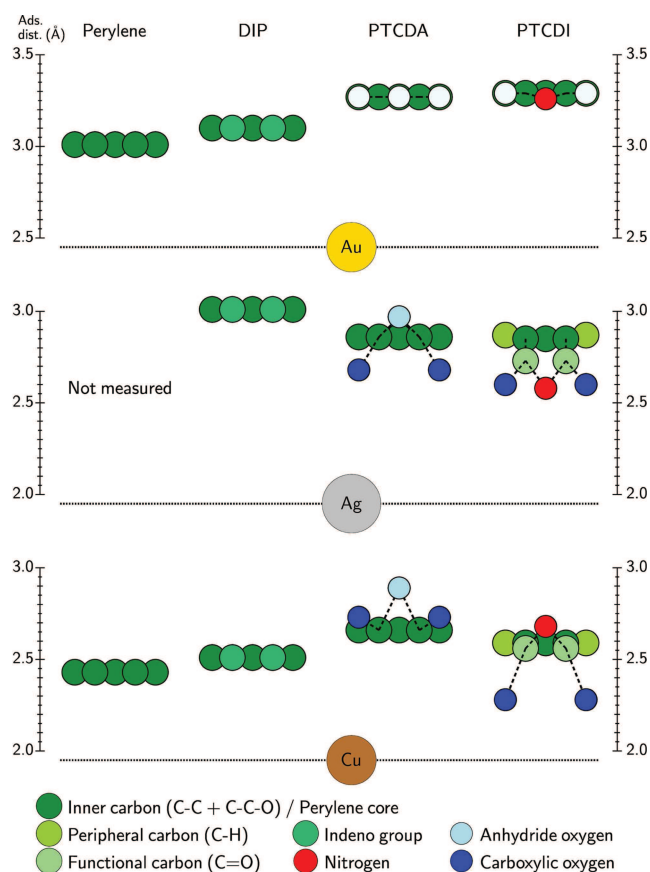 Ads.
dist. (Å) Perylene DIP PTCDA PTCDI
3.5 3.5
3.0 3.0
2.5 2.5
Au
3.0 3.0
Not measured
2.5 2.5
2.0 2.0
Ag
3.0 3.0
2.5 2.5
2.0 2.0
Cu
Inner carbon (C-C + C-C-O) / Perylene core
Peripheral carbon (C-H) Indeno group Anhydride oxygen
Functional carbon (C=O) Nitrogen Carboxylic oxygen